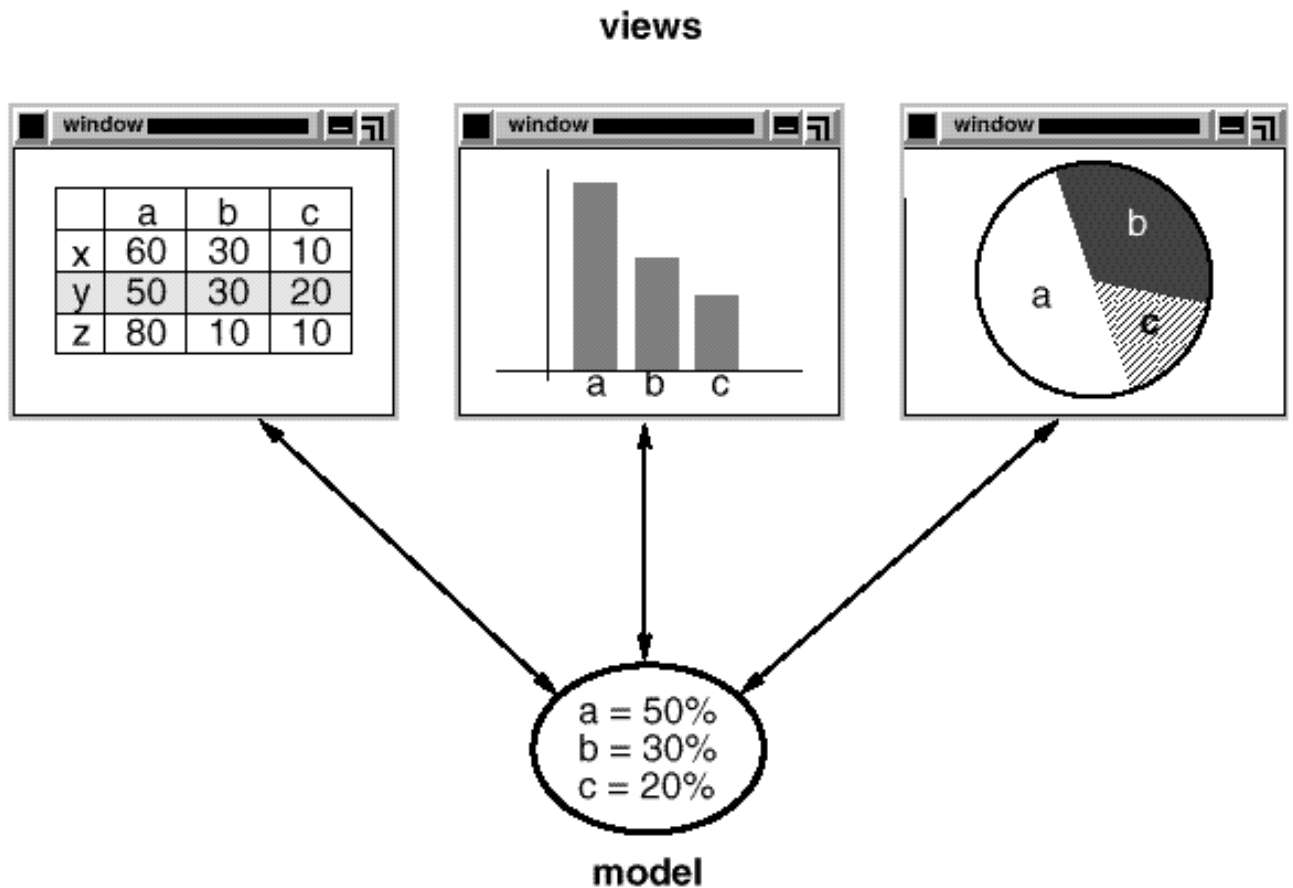 views
window
window
window
a b c
x 60 30 10
y 50 30 20
z 80 10 10
a b c
b
a
c
a = 50%
b = 30%
c = 20%
model